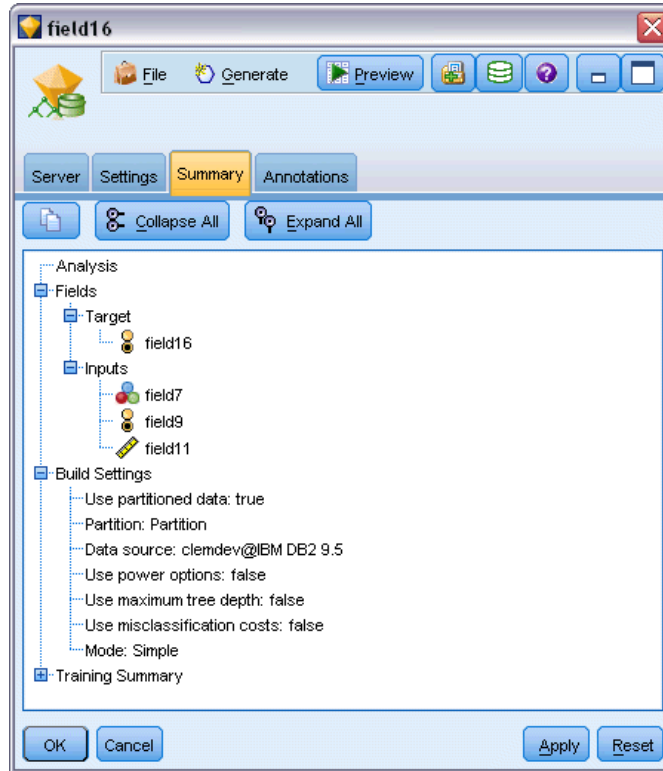 field16
File Generate Preview
Server Settings Summary Annotations
Collapse All Expand All
Analysis
Fields
Target
field16
Inputs
field7
field9
field11
Build Settings
Use partitioned data: true
Partition: Partition
Data source: clemdev@IBM DB2 9.5
Use power options: false
Use maximum tree depth: false
Use misclassification costs: false
Mode: Simple
Training Summary
OK Cancel Apply Reset